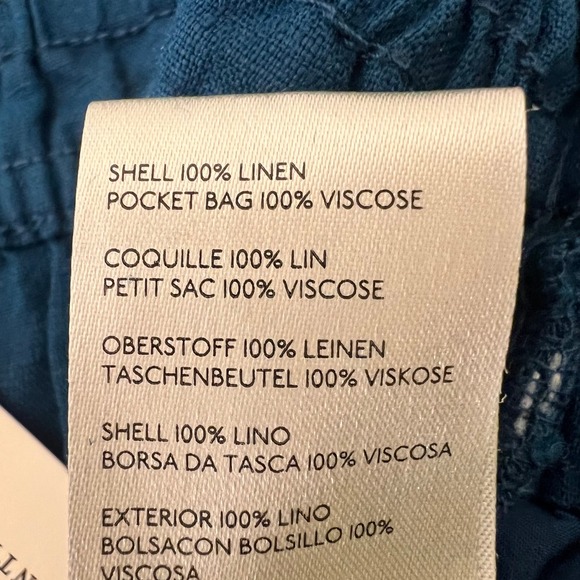 SHELL 100% LINEN
POCKET BAG 100% VISCOSE
COQUILLE 100% LIN
PETIT SAC 100% VISCOSE
OBERSTOFF 100% LEINEN
TASCHENBEUTEL 100% VISKOSE
SHELL 100% LINO
BORSA DA TASCA 100% VISCOSA
EXTERIOR 100% LINO
BOLSACON BOLSILLO 100%
VISCOSA